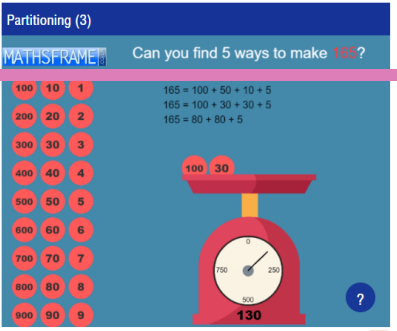 Partitioning (3)
MATHSFRAME
Can you find 5 ways to make 165?
100 10 1
165 = 100 + 50 + 10 + 5
200 20 2
165 = 100 + 30 + 30 + 5
165 = 80 + 80 + 5
300 30 3
400 40 4
100 30
500 50 5
600 60 6
0
700 70 7
750 250
800 80 8
500
?
900 90 9
130